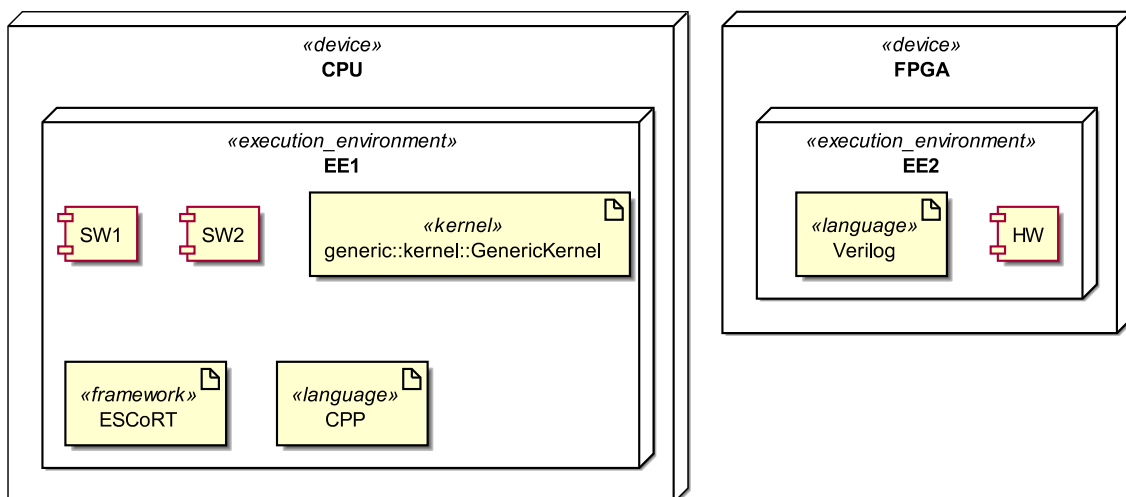 «device»
CPU
«execution_environment»
EE1
SW1
SW2
«kernel»
generic::kernel::GenericKernel
«framework»
ESCoRT
«language»
CPP
«device»
FPGA
«execution_environment»
EE2
«language»
Verilog
HW